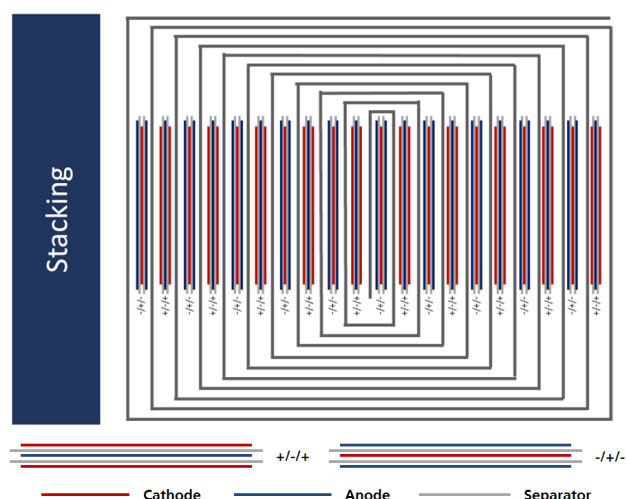 Stacking
-/+/- +/-/+ -/+/- +/-/+ -/+/- +/-/+ -/+/- +/-/+ -/+/- +/-/+ -/+/- +/-/+ -/+/- +/-/+ -/+/- +/-/+ -/+/- +/-/+ -/+/- +/-/+
+/-/+ -/+/-
Cathode Anode Separator